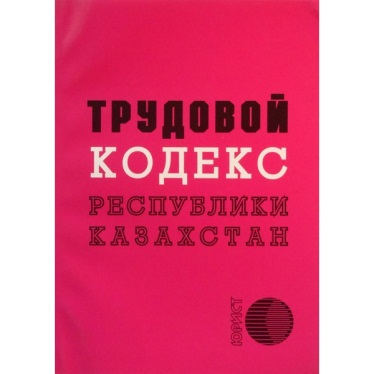 ТРУДОВОЙ
КОДЕКС
РЕСПУБЛИКИ
КАЗАХСТАН
ЮРИСТ